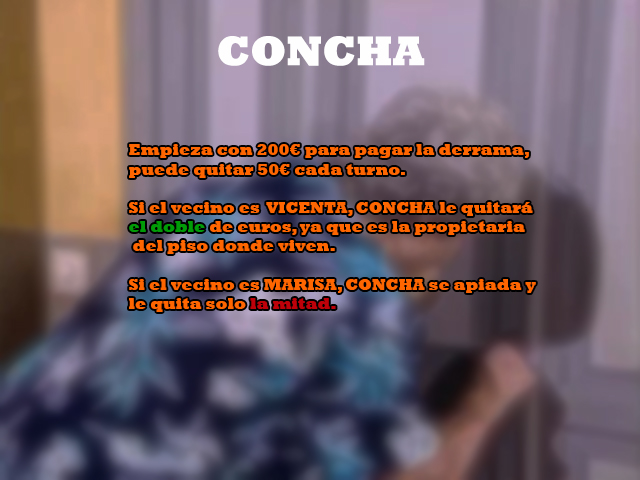 CONCHA
Empieza con 200€ para pagar la derrama,
puede quitar 50€ cada turno.
Si el vecino es VICENTA, CONCHA le quitará
el doble de euros, ya que es la propietaria
del piso donde viven.
Si el vecino es MARISA, CONCHA se apiada y
le quita solo la mitad.